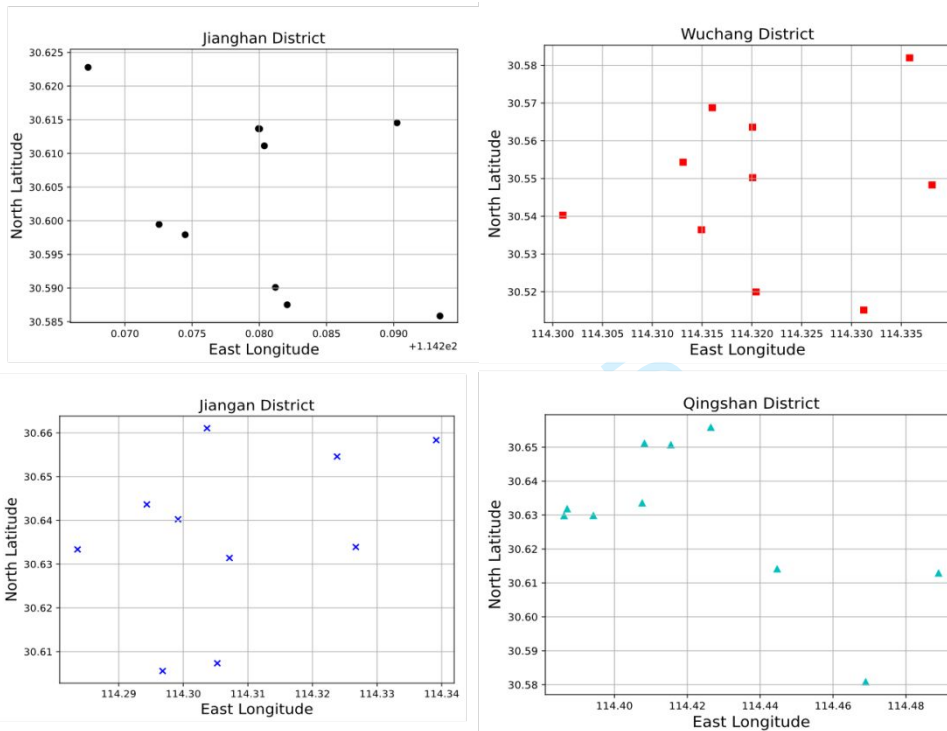 Jianghan District
30.625
30.620
30.615
30.610
30.605
30.600
30.595
30.590
30.585
North Latitude
0.070 0.075 0.080 0.085 0.090
East Longitude
+1.142e2
Wuchang District
30.58
30.57
30.56
30.55
30.54
30.53
30.52
North Latitude
114.300 114.305 114.310 114.315 114.320 114.325 114.330 114.335
East Longitude
Jiangan District
30.66
30.65
30.64
30.63
30.62
30.61
North Latitude
114.29 114.30 114.31 114.32 114.33 114.34
East Longitude
Qingshan District
30.65
30.64
30.63
30.62
30.61
30.60
30.59
30.58
North Latitude
114.40 114.42 114.44 114.46 114.48
East Longitude